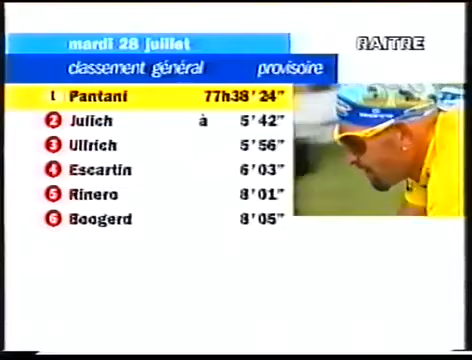 mardi 28 juillet
RAITRE
classement général provisoire
1 Pantani 77h38'24"
2 Julich à 5'42"
3 Ullrich 5'56"
4 Escartin 6'03"
5 Rinero 8'01"
6 Boogerd 8'05"